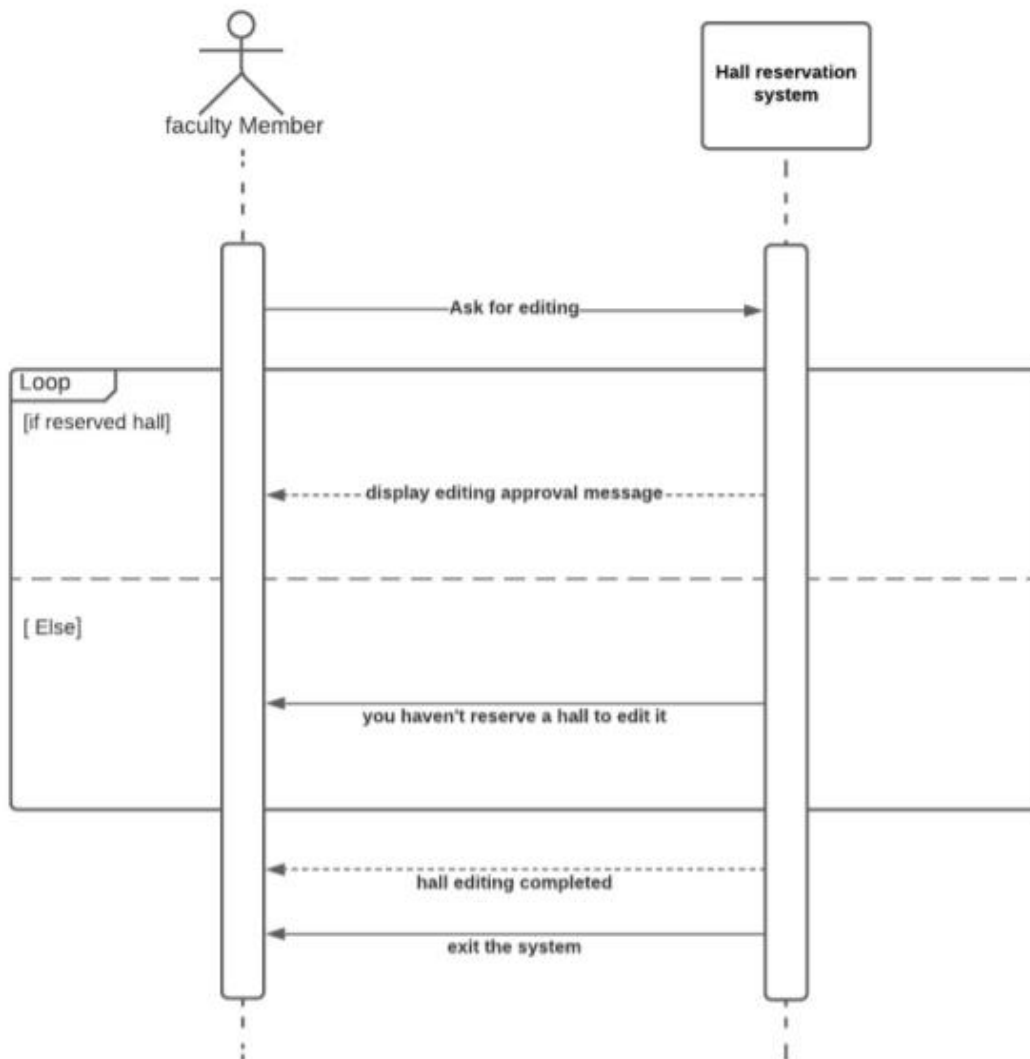 faculty Member
Hall reservation
system
Ask for editing
Loop
[if reserved hall]
display editing approval message
[ Else]
you haven't reserve a hall to edit it
hall editing completed
exit the system